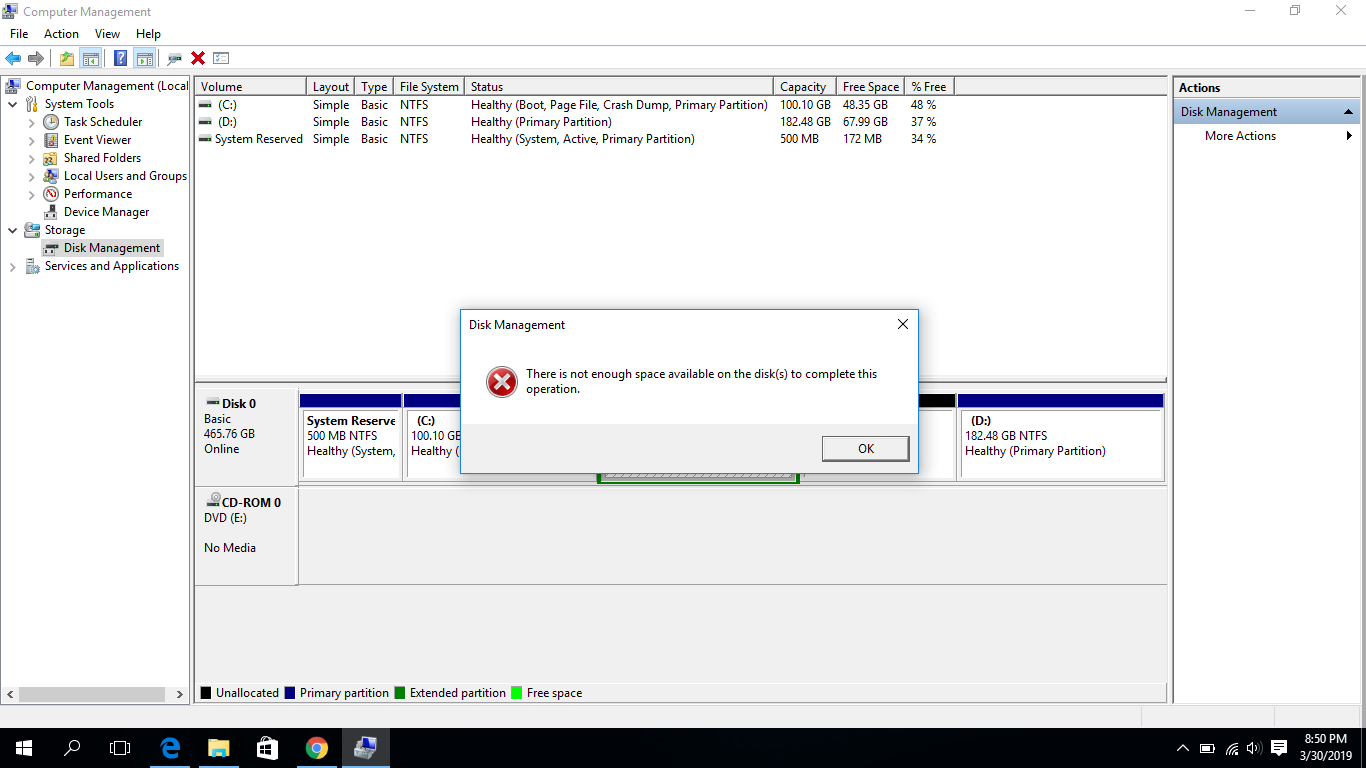 Computer Management
File Action View Help
Computer Management (Local
System Tools
Task Scheduler
Event Viewer
Shared Folders
Local Users and Groups
Performance
Device Manager
Storage
Disk Management
Services and Applications
Volume Layout Type File System Status Capacity Free Space % Free
(C:) Simple Basic NTFS Healthy (Boot, Page File, Crash Dump, Primary Partition) 100.10 GB 48.35 GB 48 %
(D:) Simple Basic NTFS Healthy (Primary Partition) 182.48 GB 67.99 GB 37 %
System Reserved Simple Basic NTFS Healthy (System, Active, Primary Partition) 500 MB 172 MB 34 %
Actions
Disk Management
More Actions
Disk Management
There is not enough space available on the disk(s) to complete this
operation.
OK
Disk 0
Basic
465.76 GB
Online
System Reserve
500 MB NTFS
Healthy (System,
(C:)
100.10 GB
Healthy (
(D:)
182.48 GB NTFS
Healthy (Primary Partition)
CD-ROM 0
DVD (E:)
No Media
Unallocated Primary partition Extended partition Free space
8:50 PM
3/30/2019